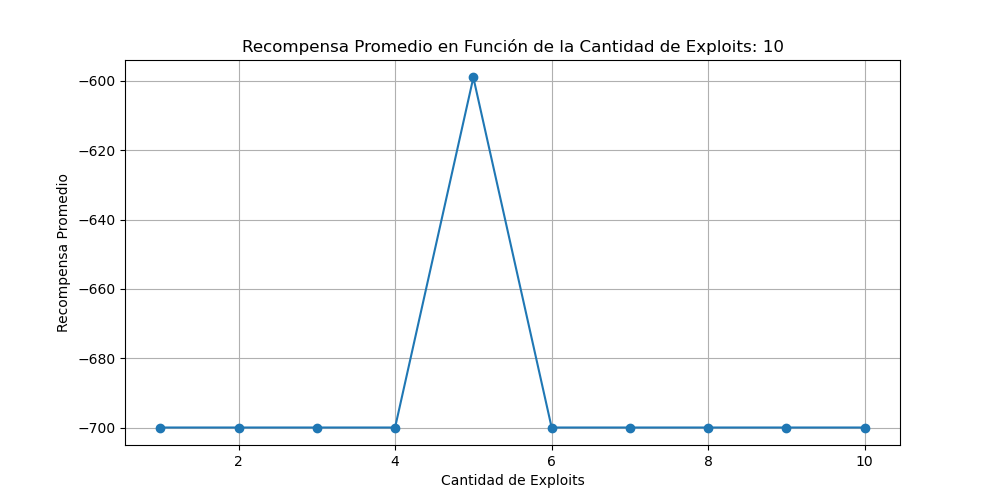 Recompensa Promedio en Función de la Cantidad de Exploits: 10
Recompensa Promedio
−600
−620
−640
−660
−680
−700
2 4 6 8 10
Cantidad de Exploits